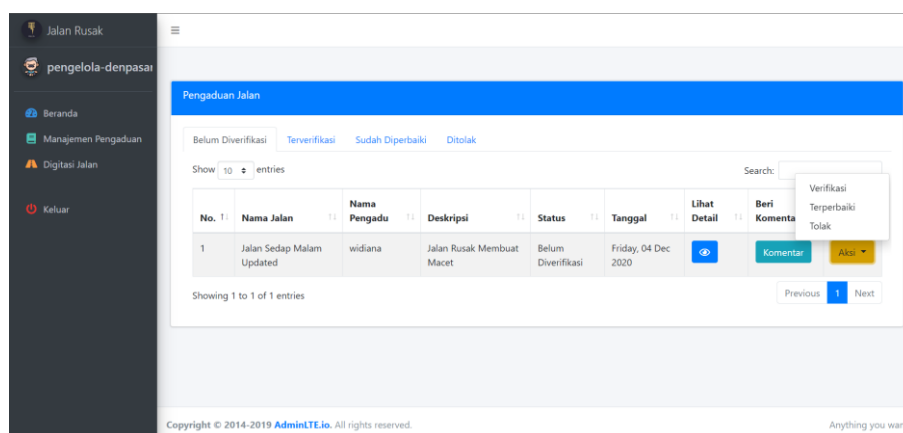 Jalan Rusak
pengelola-denpasar
Beranda
Manajemen Pengaduan
Digitasi Jalan
Keluar
Pengaduan Jalan
Belum Diverifikasi Terverifikasi Sudah Diperbaiki Ditolak
Show 10 entries
Search:
Verifikasi
Terperbaiki
Tolak
No. Nama Jalan Nama Pengadu Deskripsi Status Tanggal Lihat Detail Beri Komenta
1 Jalan Sedap Malam Updated widiana Jalan Rusak Membuat Macet Belum Diverifikasi Friday, 04 Dec 2020 Komentar Aksi
Showing 1 to 1 of 1 entries
Previous 1 Next
Copyright © 2014-2019 AdminLTE.io. All rights reserved.
Anything you wan